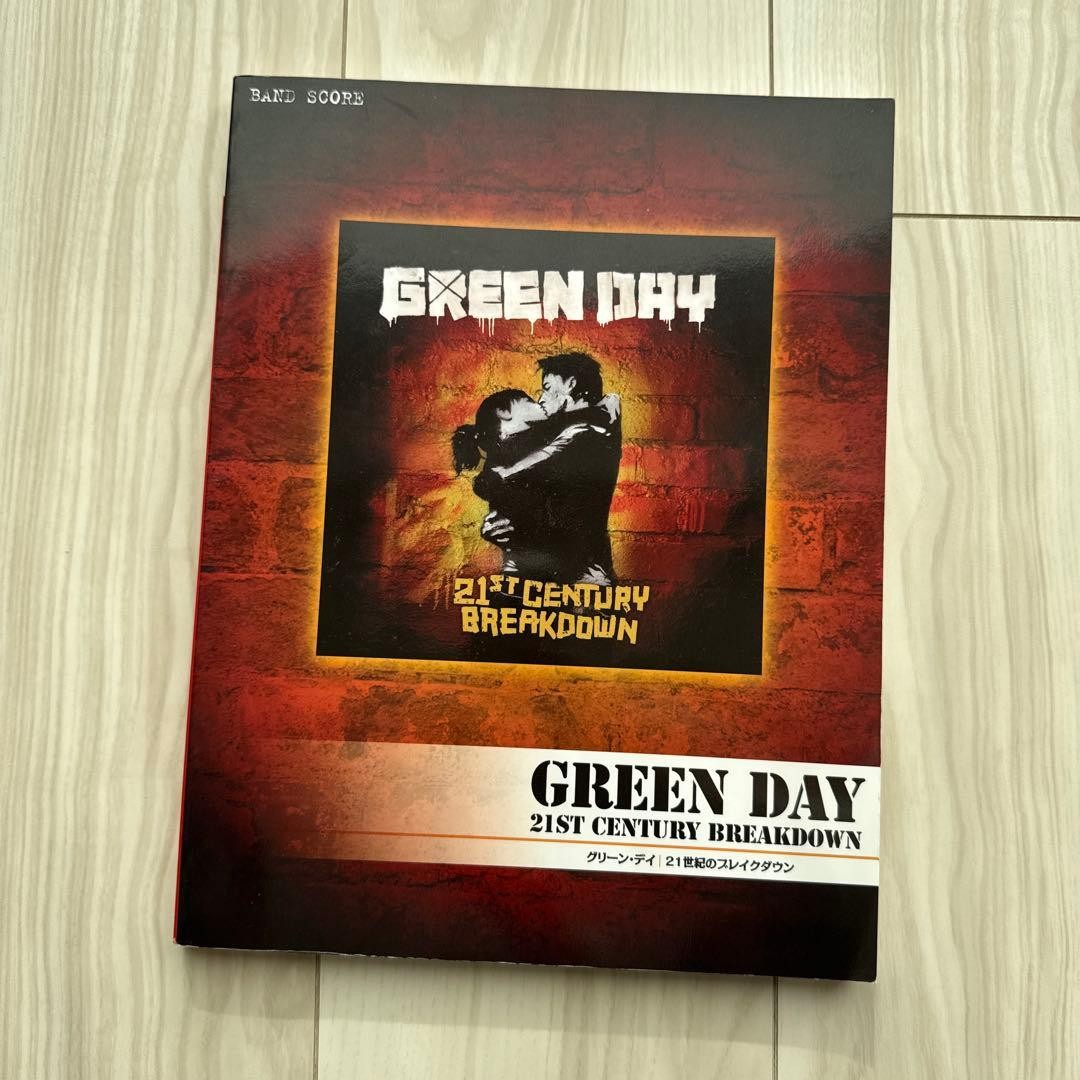 BAND SCORE
GREEN DAY
21ST CENTURY
BREAKDOWN
GREEN DAY
21ST CENTURY BREAKDOWN
グリーン・デイ | 21世紀のブレイクダウン